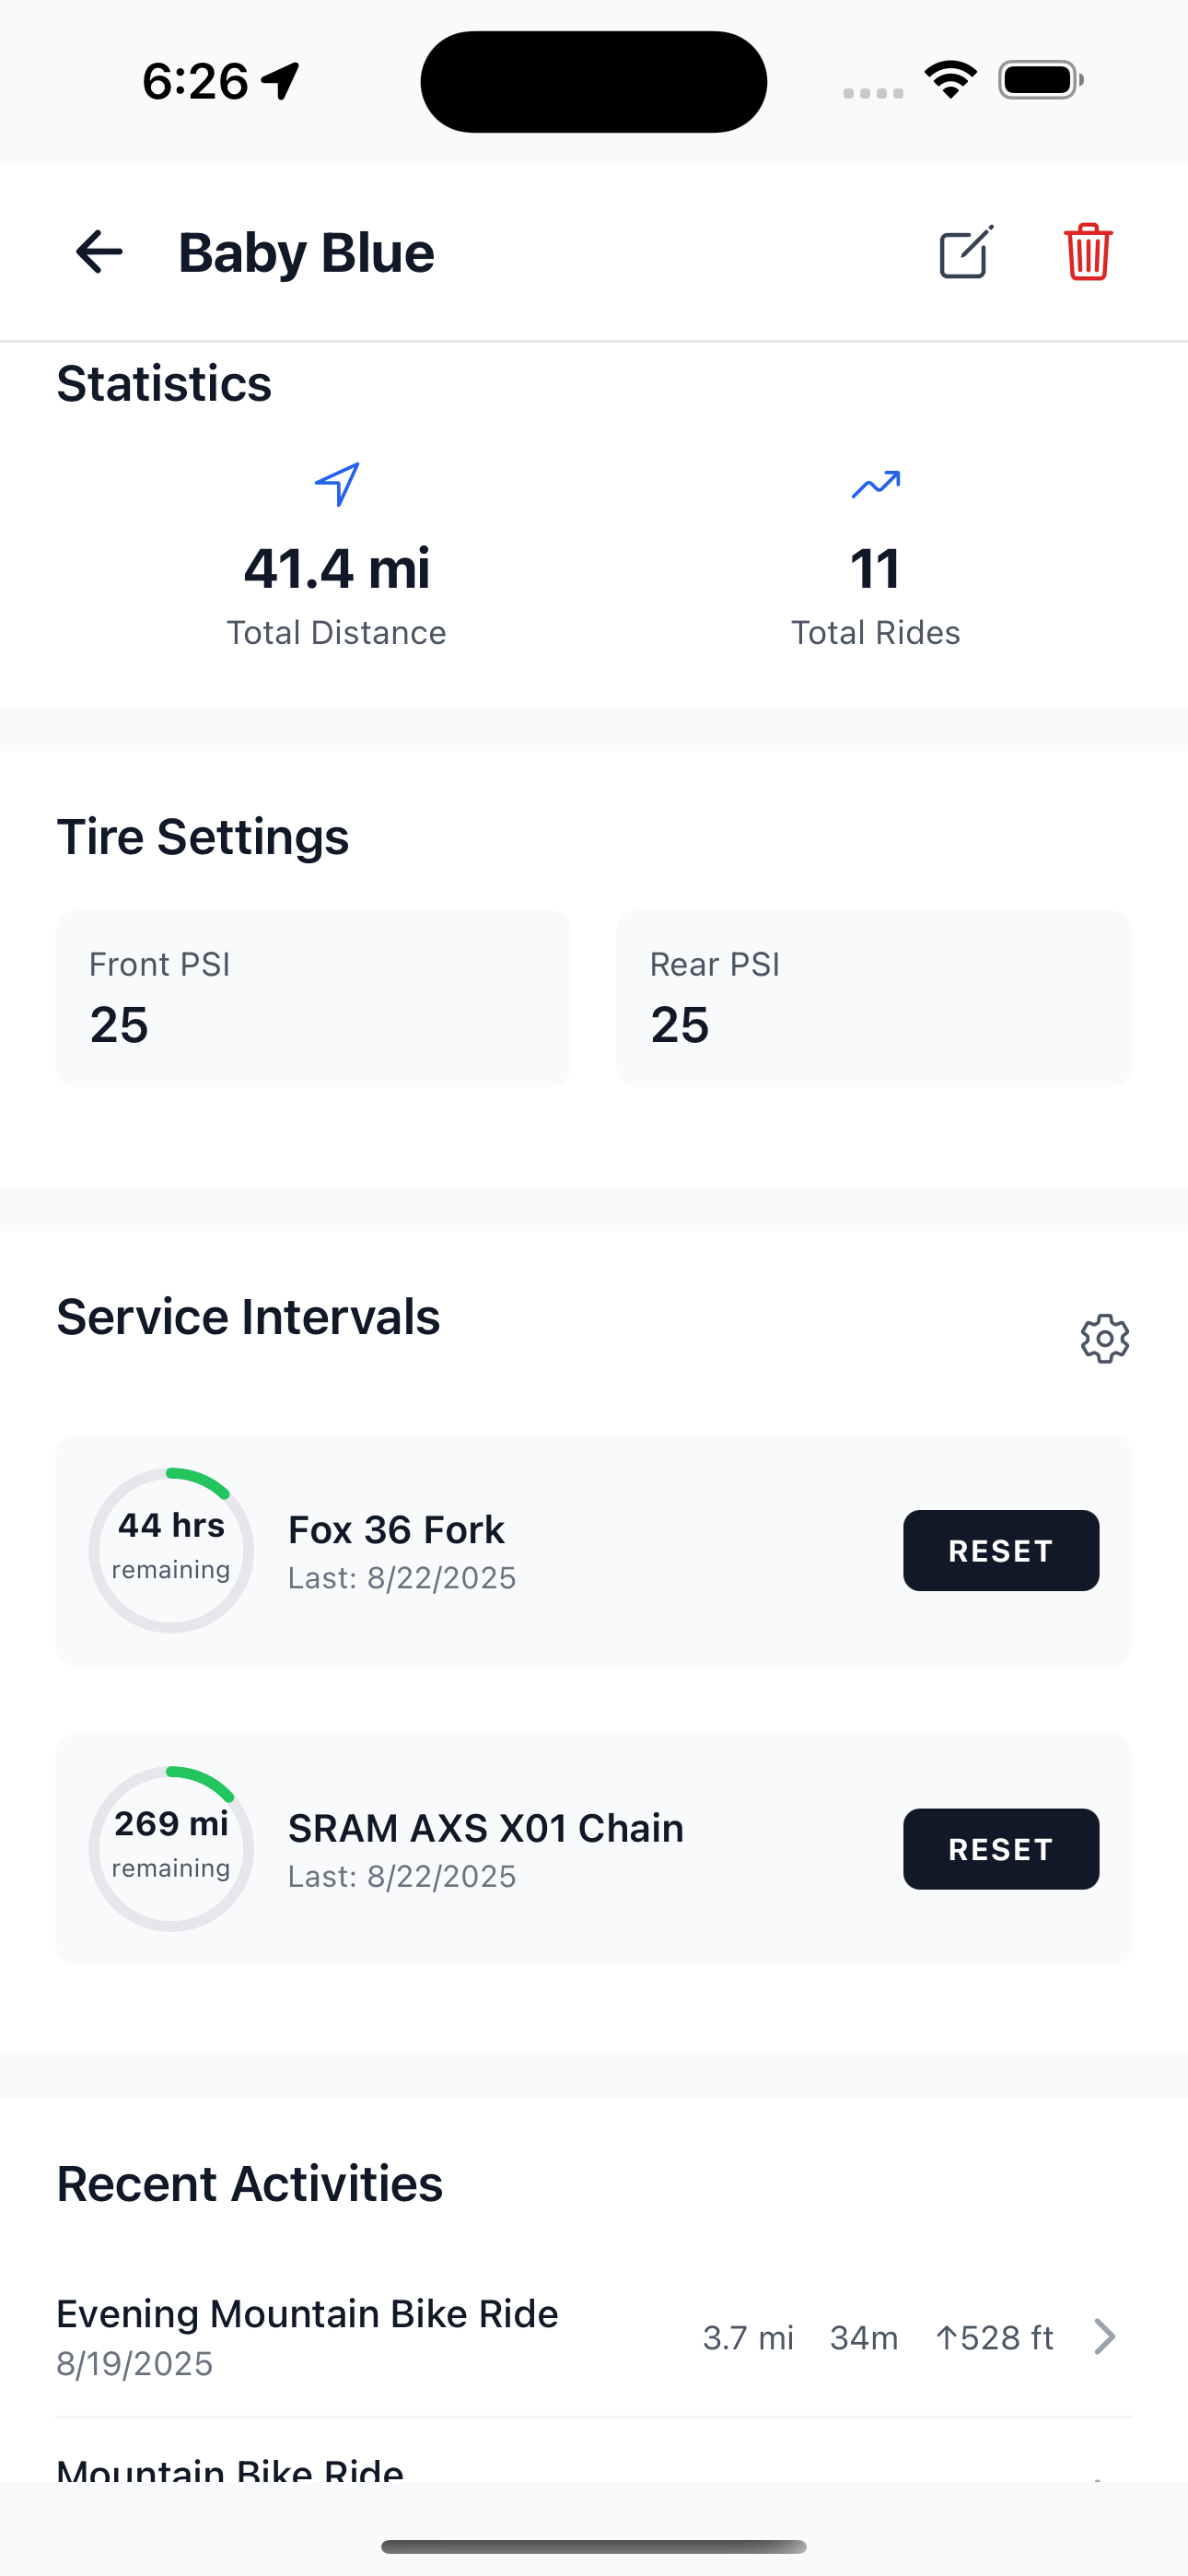 6:26
Baby Blue
Statistics
41.4 mi
Total Distance
11
Total Rides
Tire Settings
Front PSI
25
Rear PSI
25
Service Intervals
44 hrs
remaining
Fox 36 Fork
Last: 8/22/2025
RESET
269 mi
remaining
SRAM AXS X01 Chain
Last: 8/22/2025
RESET
Recent Activities
Evening Mountain Bike Ride
8/19/2025
3.7 mi 34m ↑528 ft
Mountain Bike Ride